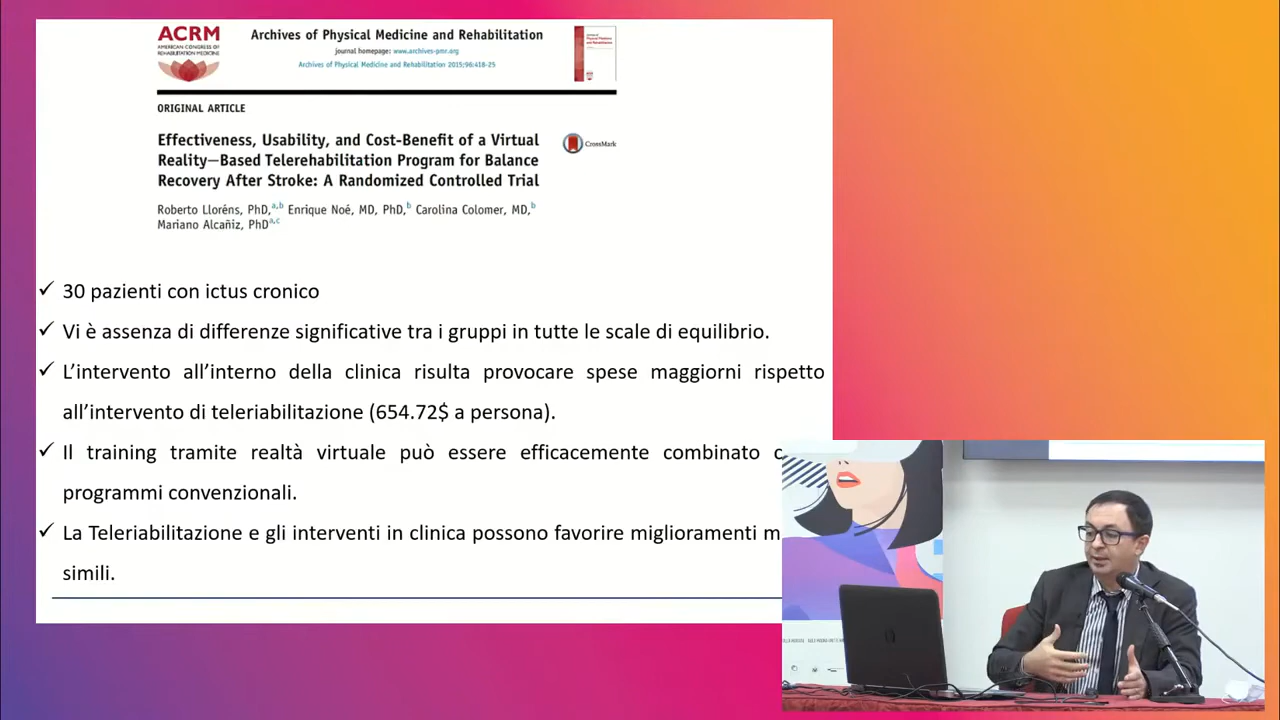 ACRM
AMERICAN CONGRESS OF
REHABILITATION MEDICINE
Archives of Physical Medicine and Rehabilitation
journal homepage: www.archives-pmr.org
Archives of Physical Medicine and Rehabilitation 2015;96:418-25
ORIGINAL ARTICLE
Effectiveness, Usability, and Cost-Benefit of a Virtual
Reality–Based Telerehabilitation Program for Balance
Recovery After Stroke: A Randomized Controlled Trial
CrossMark
Roberto Lloréns, PhD,a,b Enrique Noé, MD, PhD,b Carolina Colomer, MD,b
Mariano Alcañiz, PhDa,c
✓ 30 pazienti con ictus cronico
✓ Vi è assenza di differenze significative tra i gruppi in tutte le scale di equilibrio.
✓ L’intervento all’interno della clinica risulta provocare spese maggiorni rispetto
all’intervento di teleriabilitazione (654.72$ a persona).
✓ Il training tramite realtà virtuale può essere efficacemente combinato c
programmi convenzionali.
✓ La Teleriabilitazione e gli interventi in clinica possono favorire miglioramenti m
simili.